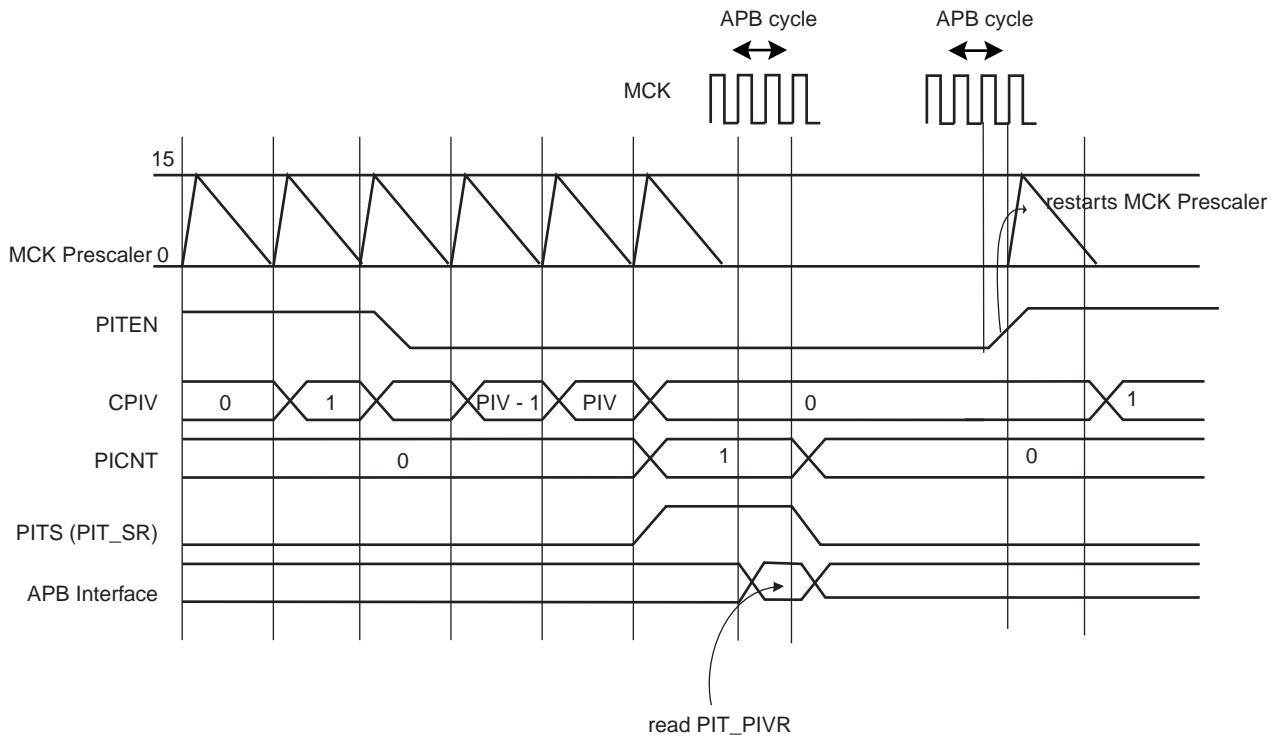 APB cycle
APB cycle
MCK
15
restarts MCK Prescaler
MCK Prescaler 0
PITEN
CPIV
0
1
PIV - 1
PIV
0
1
PICNT
0
1
0
PITS (PIT_SR)
APB Interface
read PIT_PIVR